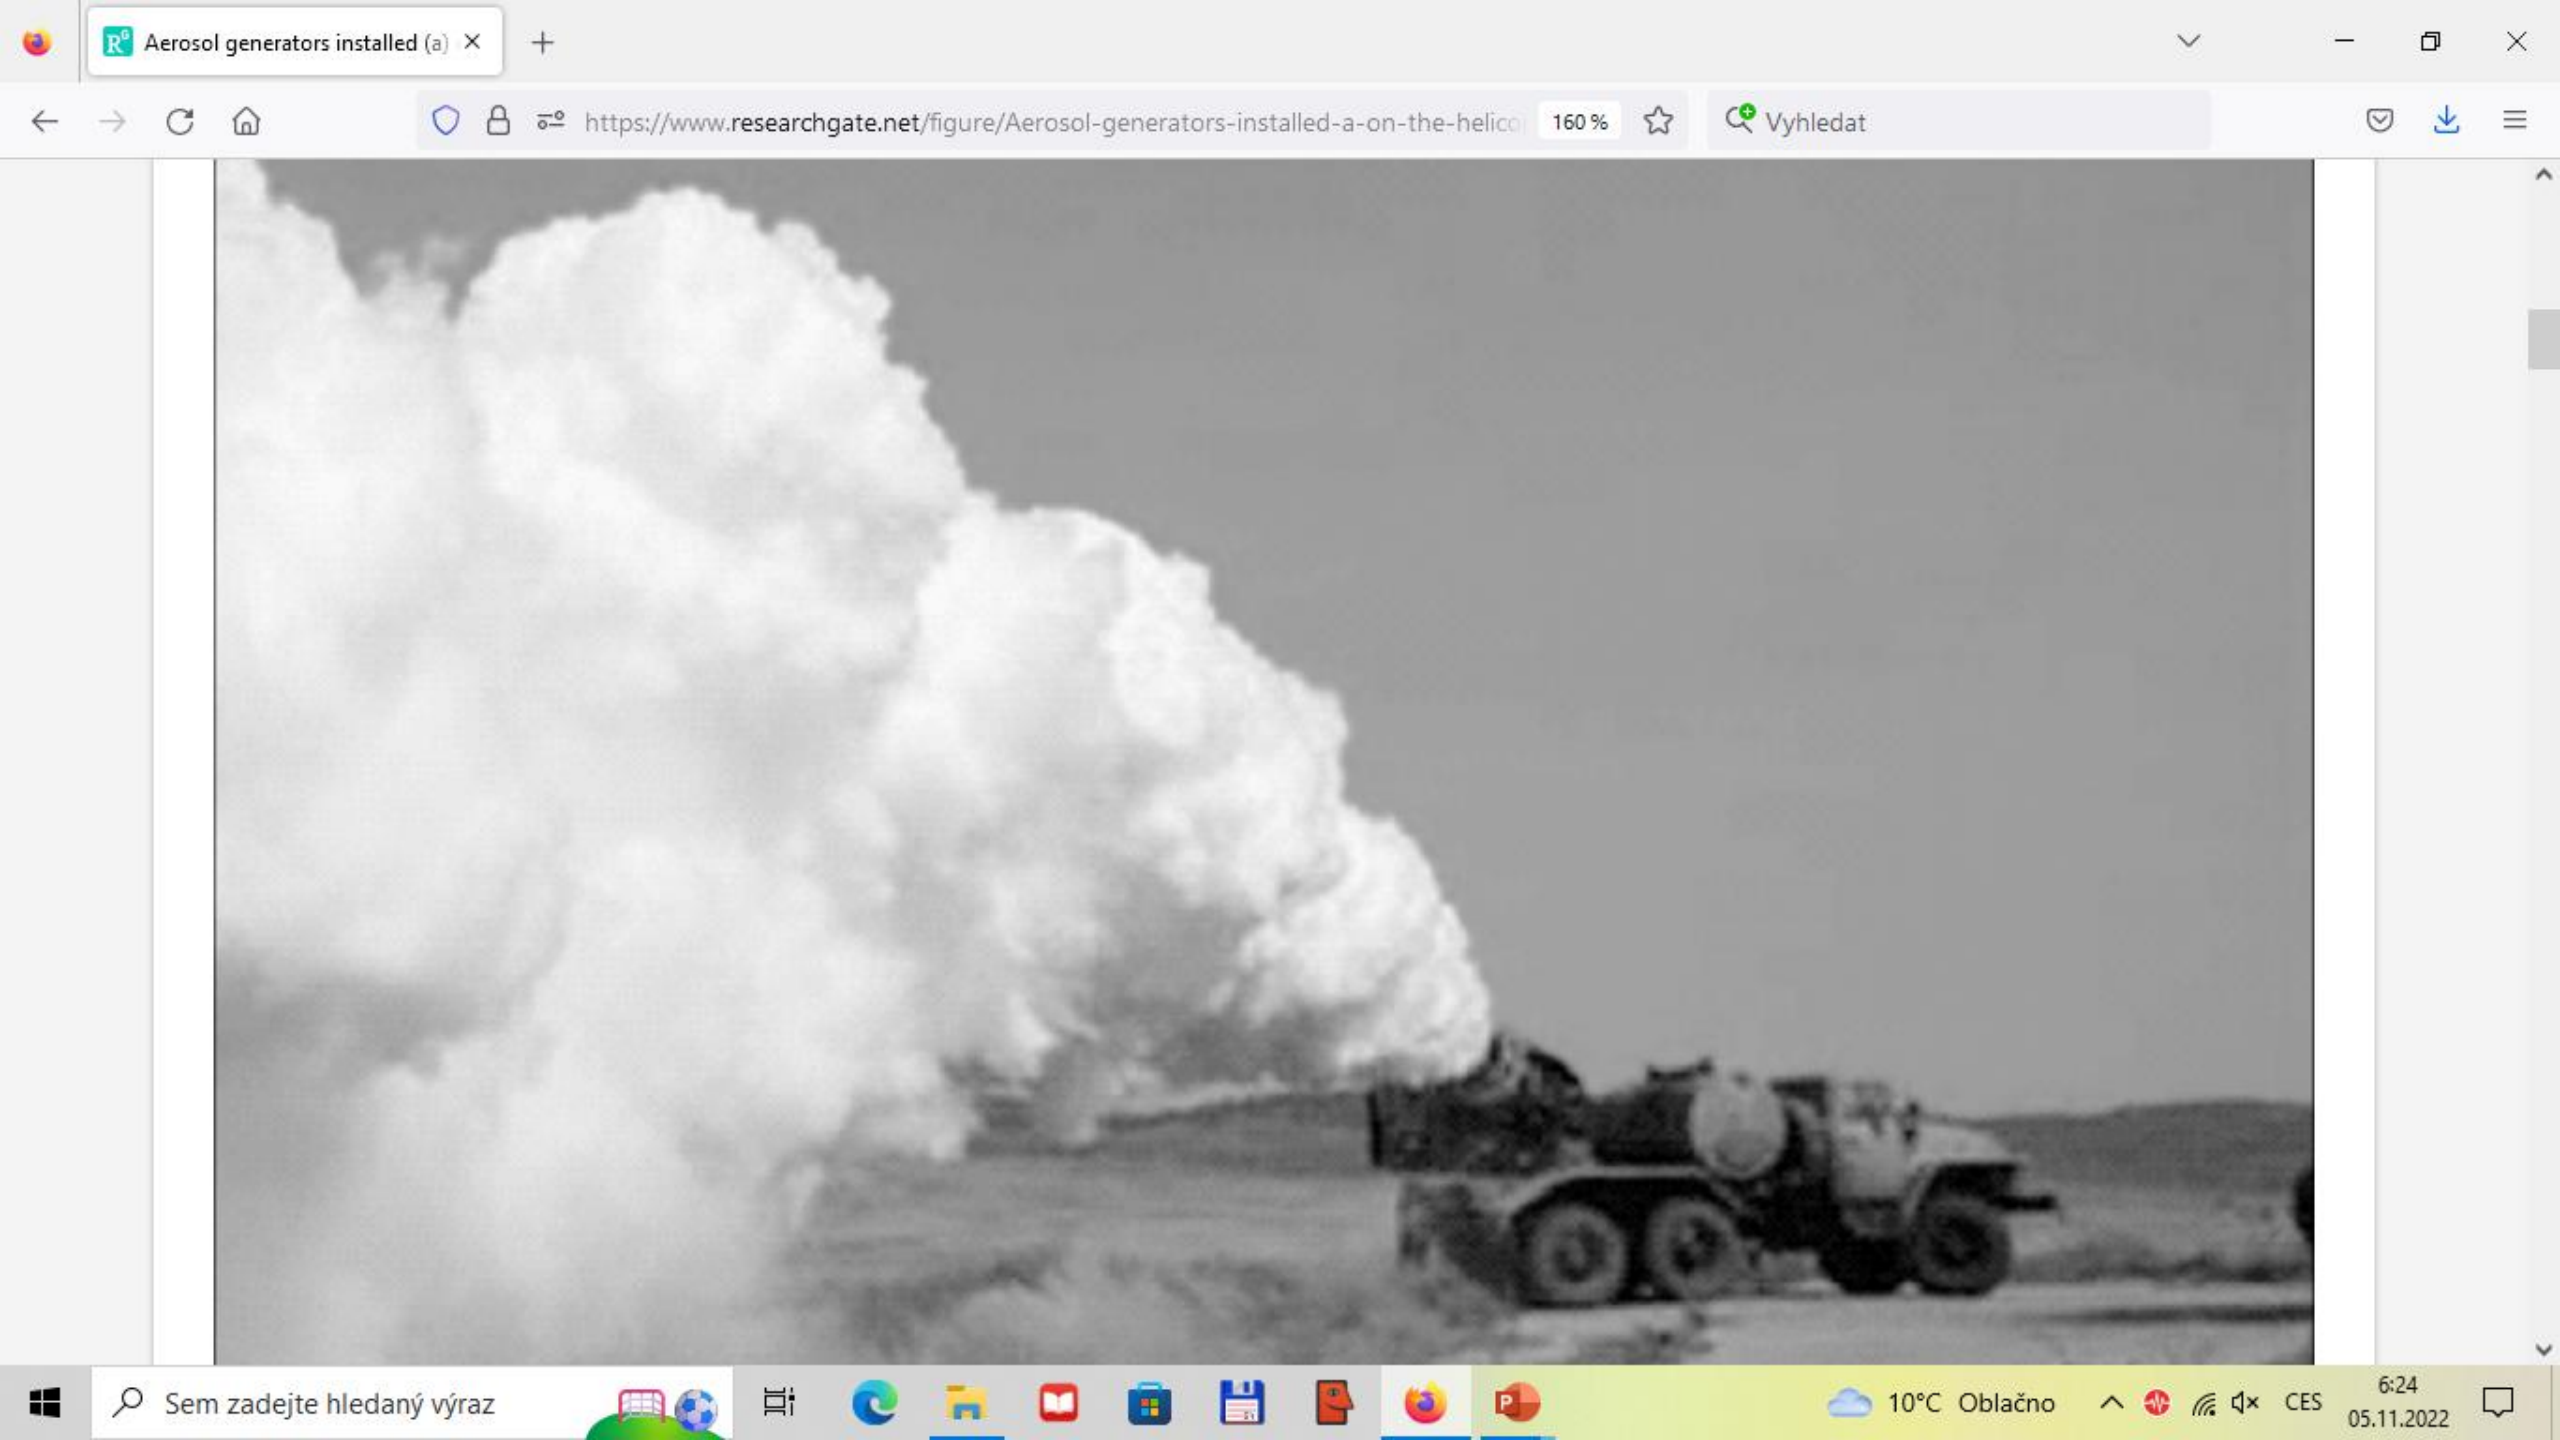 Aerosol generators installed (a)
https://www.researchgate.net/figure/Aerosol-generators-installed-a-on-the-helico
160 %
Vyhledat
Sem zadejte hledaný výraz
10°C Oblačno
CES
6:24
05.11.2022